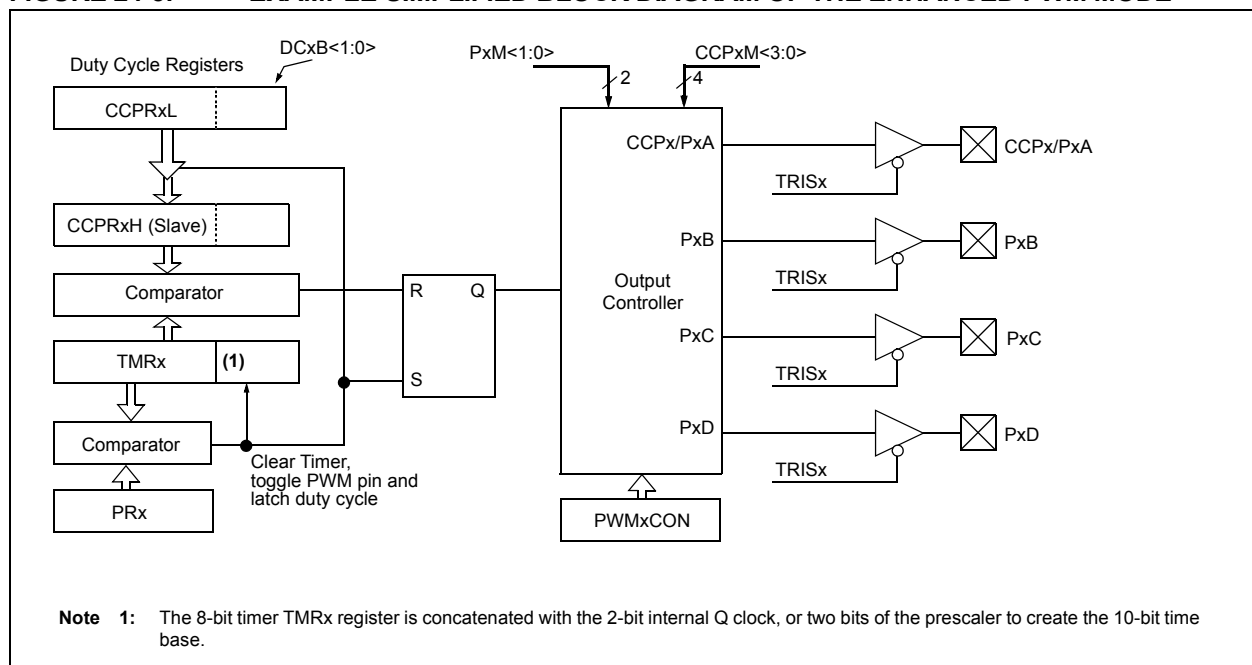 DCxB<1:0>
Duty Cycle Registers
CCPRxL
CCPRxH (Slave)
Comparator
TMRx
(1)
Comparator
PRx
Clear Timer,
toggle PWM pin and
latch duty cycle
R
Q
S
PxM<1:0>
2
CCPxM<3:0>
4
Output
Controller
CCPx/PxA
PxB
PxC
PxD
PWMxCON
TRISx
CCPx/PxA
TRISx
PxB
TRISx
PxC
TRISx
PxD
Note 1: The 8-bit timer TMRx register is concatenated with the 2-bit internal Q clock, or two bits of the prescaler to create the 10-bit time
base.